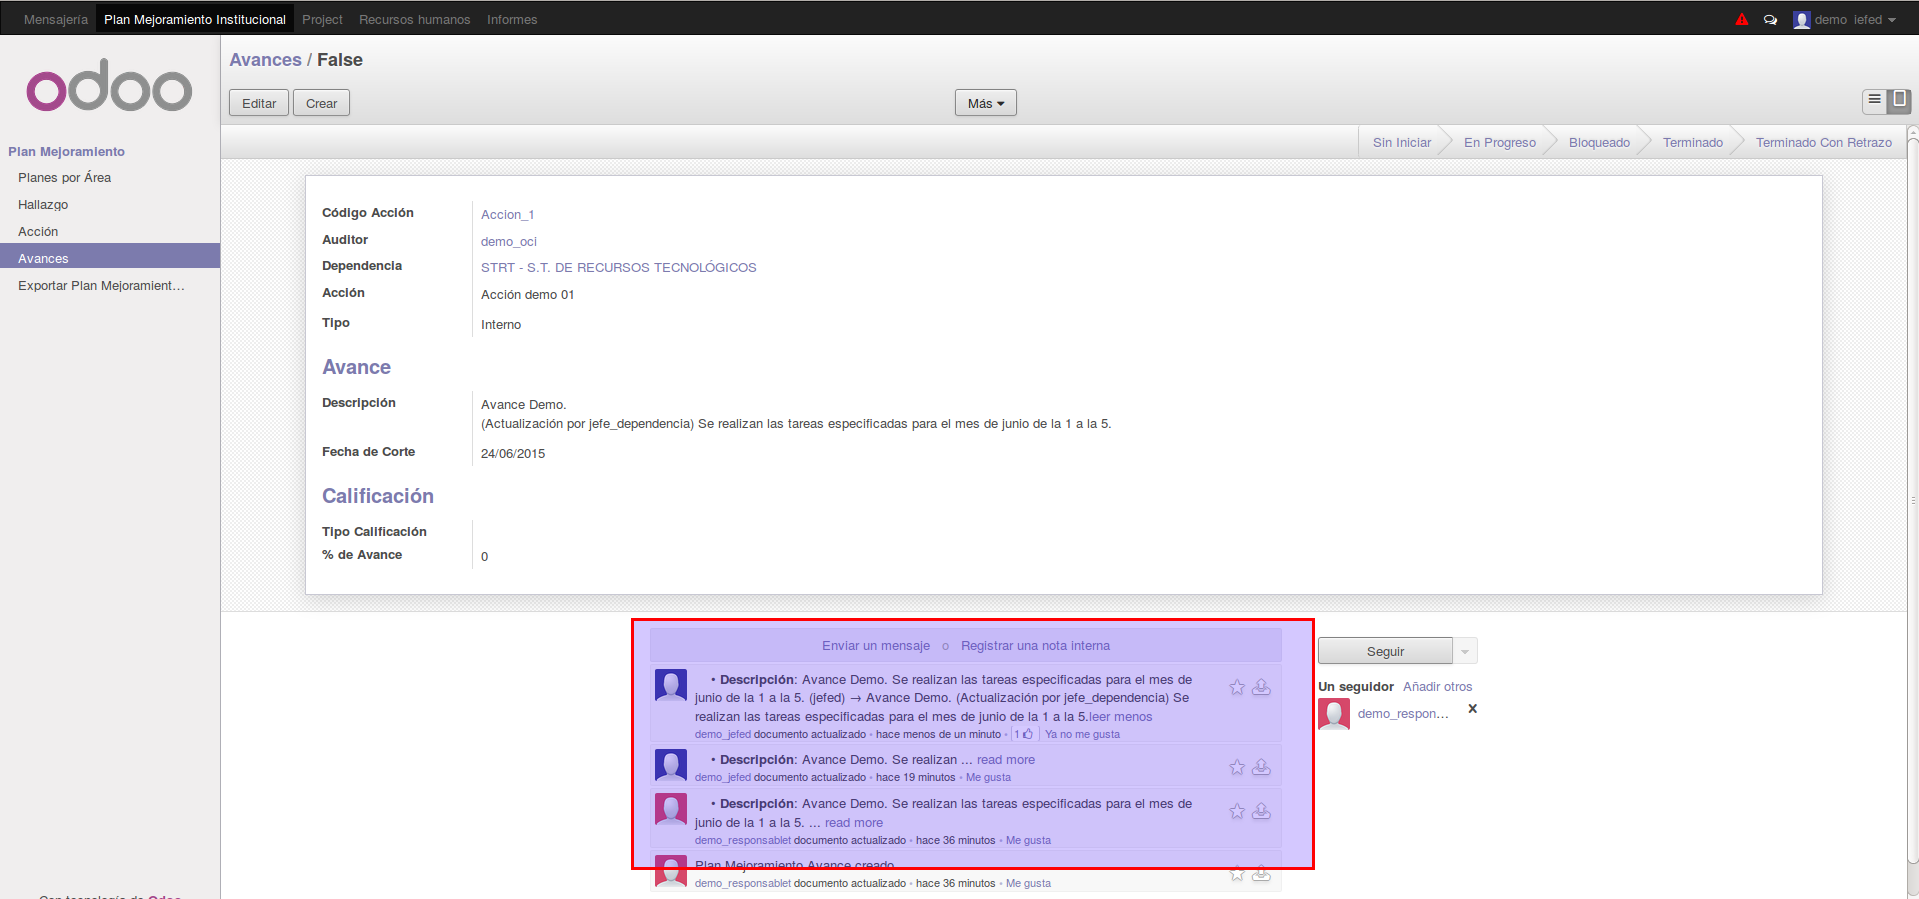 Mensajería Plan Mejoramiento Institucional Project Recursos humanos Informes demo_jefed
odoo
Avances / False
Editar Crear Más
Sin Iniciar En Progreso Bloqueado Terminado Terminado Con Retrazo
Plan Mejoramiento
Planes por Área
Hallazgo
Acción
Avances
Exportar Plan Mejoramient...
Código Acción Accion_1
Auditor demo_oci
Dependencia STRT - S.T. DE RECURSOS TECNOLÓGICOS
Acción Acción demo 01
Tipo Interno
Avance
Descripción Avance Demo.
(Actualización por jefe_dependencia) Se realizan las tareas especificadas para el mes de junio de la 1 a la 5.
Fecha de Corte 24/06/2015
Calificación
Tipo Calificación
% de Avance 0
Enviar un mensaje o Registrar una nota interna
• Descripción: Avance Demo. Se realizan las tareas especificadas para el mes de
junio de la 1 a la 5. (jefed) → Avance Demo. (Actualización por jefe_dependencia) Se
realizan las tareas especificadas para el mes de junio de la 1 a la 5.leer menos
demo_jefed documento actualizado • hace menos de un minuto • 1 Ya no me gusta
• Descripción: Avance Demo. Se realizan ... read more
demo_jefed documento actualizado • hace 19 minutos • Me gusta
• Descripción: Avance Demo. Se realizan las tareas especificadas para el mes de
junio de la 1 a la 5. ... read more
demo_responsablet documento actualizado • hace 36 minutos • Me gusta
Plan Mejoramiento Avance creado
demo_responsablet documento actualizado • hace 36 minutos • Me gusta
Seguir
Un seguidor Añadir otros
demo_respon... x
Con tecnología de Odoo